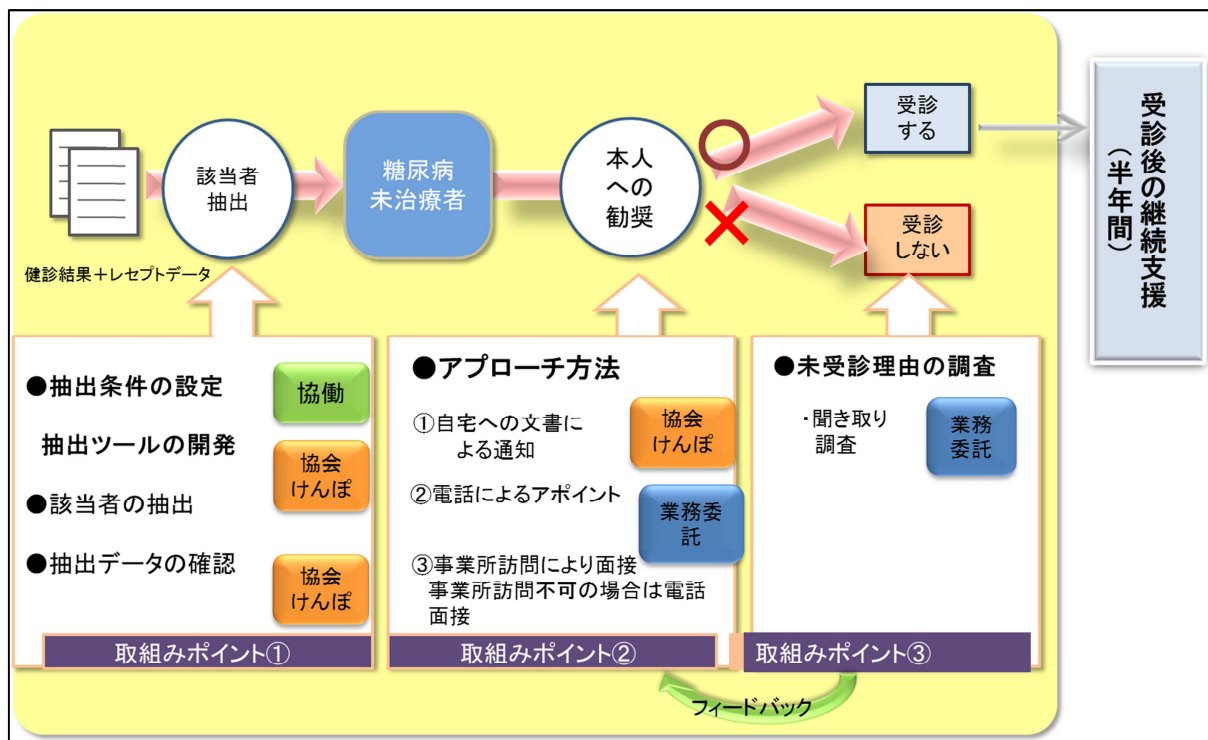 健診結果＋レセプトデータ
該当者
抽出
糖尿病
未治療者
本人
への
勧奨
受診
する
受診
しない
受診後の継続支援
（半年間）
●抽出条件の設定
抽出ツールの開発
●該当者の抽出
●抽出データの確認
協働
協会
けんぽ
協会
けんぽ
取組みポイント①
●アプローチ方法
①自宅への文書に
よる通知
②電話によるアポイント
③事業所訪問により面接
事業所訪問不可の場合は電話
面接
協会
けんぽ
業務委
託
取組みポイント②
●未受診理由の調査
・聞き取り
調査
業務
委託
取組みポイント③
フィードバック